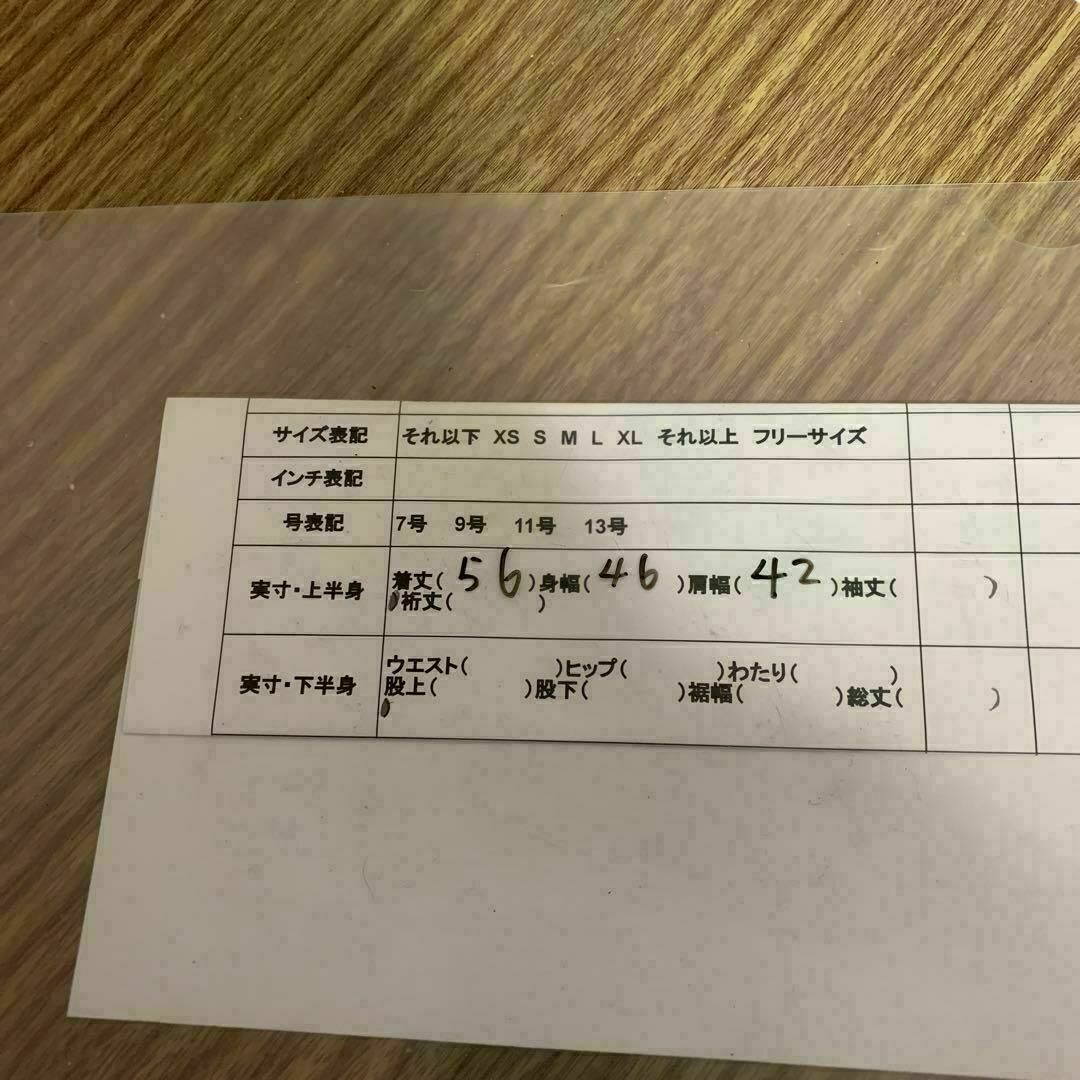 サイズ表記 それ以下 XS S M L XL それ以上 フリーサイズ
インチ表記
号表記 7号 9号 11号 13号
実寸・上半身 着丈( 56 )身幅( 46 )肩幅( 42 )袖丈( )
裄丈( )
実寸・下半身 ウエスト( )ヒップ( )わたり( )
股上( )股下( )裾幅( )総丈( )